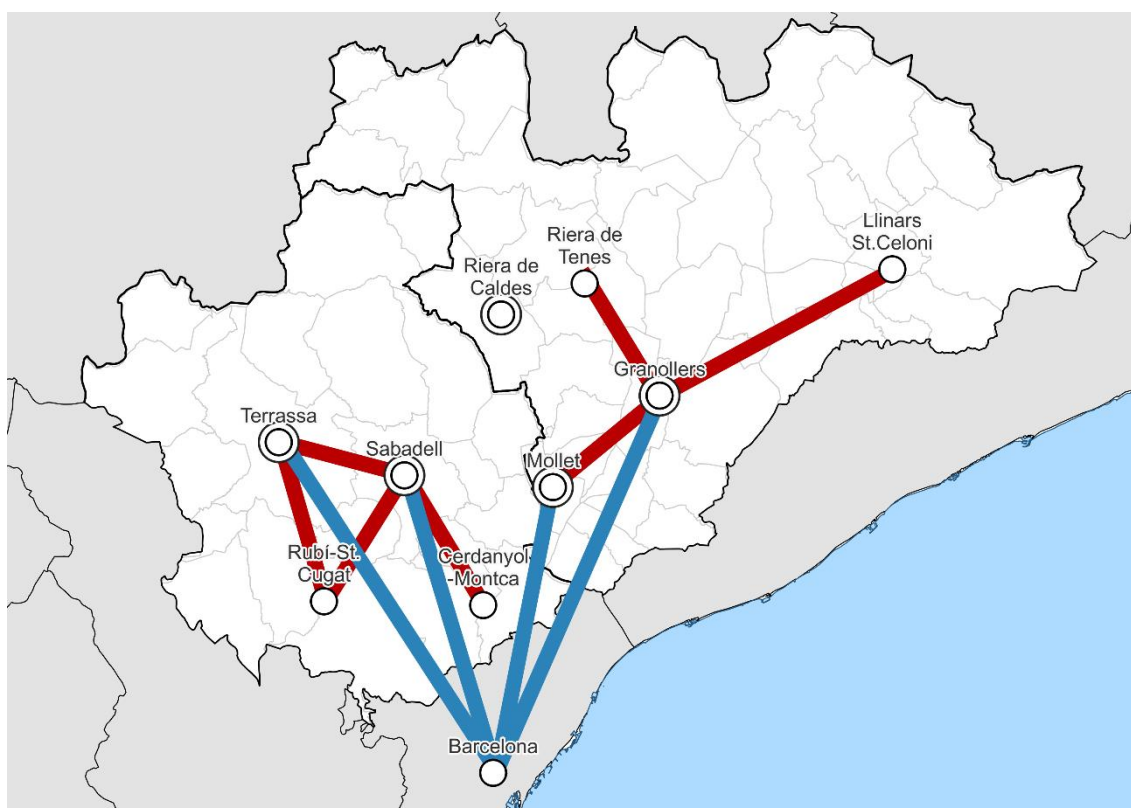 Llinars
St.Celoni
Riera de
Tenes
Riera de
Caldes
Granollers
Terrassa
Sabadell
Mollet
Rubí-St.
Cugat
Cerdanyol-
-Montca
Barcelona